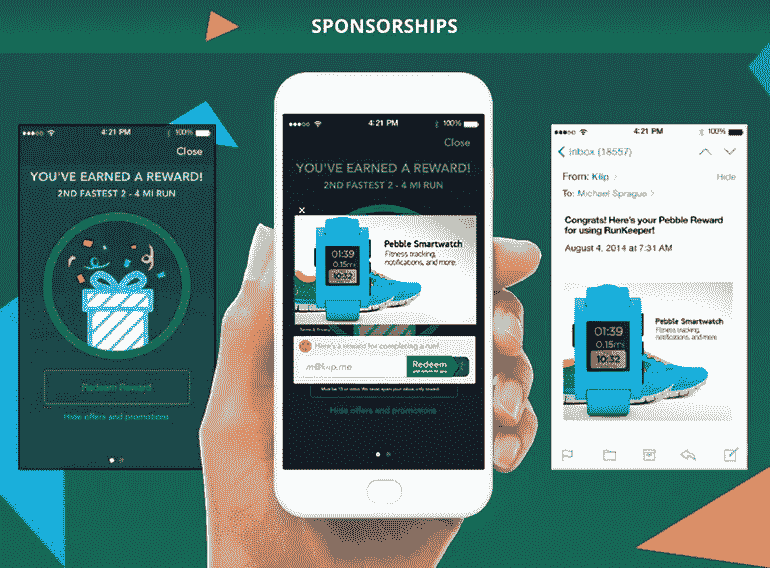 SPONSORSHIPS
4:21 PM
100%
Close
YOU'VE EARNED A REWARD!
2ND FASTEST 2 - 4 MI RUN
Redeem Reward
Hide offers and promotions
4:21 PM
100%
Close
YOU'VE EARNED A REWARD!
2ND FASTEST 2 - 4 MI RUN
×
01:39
0.15mi
10:32
Pebble Smartwatch
Fitness tracking,
notifications, and more.
Terms & Privacy
Here's a reward for completing a run!
m@kiip.me
Redeem
Hide offers and promotions
4:21 PM
100%
Inbox (18557)
From: Kiip
Hide
To: Michael Sprague
Congrats! Here's your Pebble Reward
for using RunKeeper!
August 4, 2014 at 7:31 AM
01:39
0.15mi
10:32
Pebble Smartwatch
Fitness tracking,
notifications, and more.